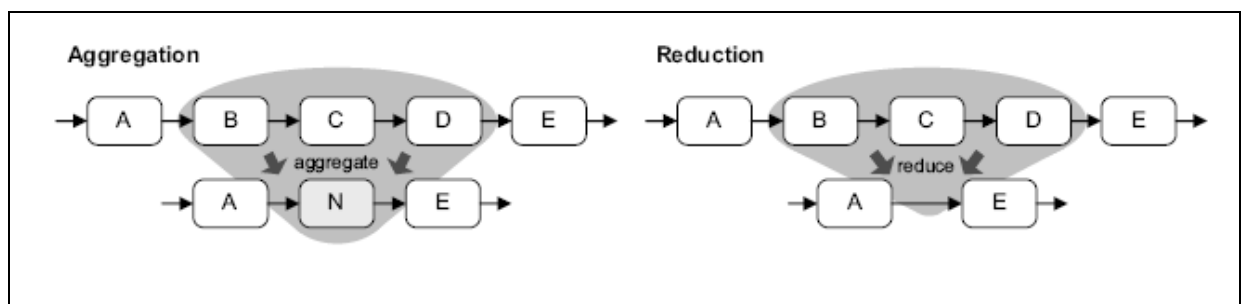 Aggregation
A B C D E
aggregate
A N E
Reduction
A B C D E
reduce
A E